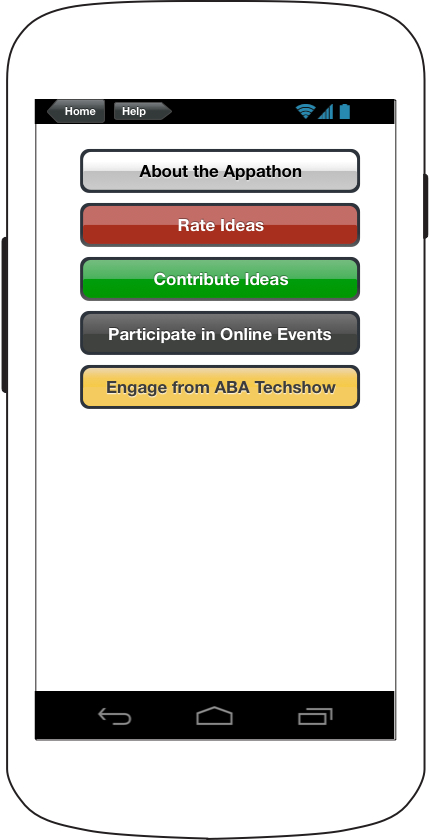 Home Help
About the Appathon
Rate Ideas
Contribute Ideas
Participate in Online Events
Engage from ABA Techshow